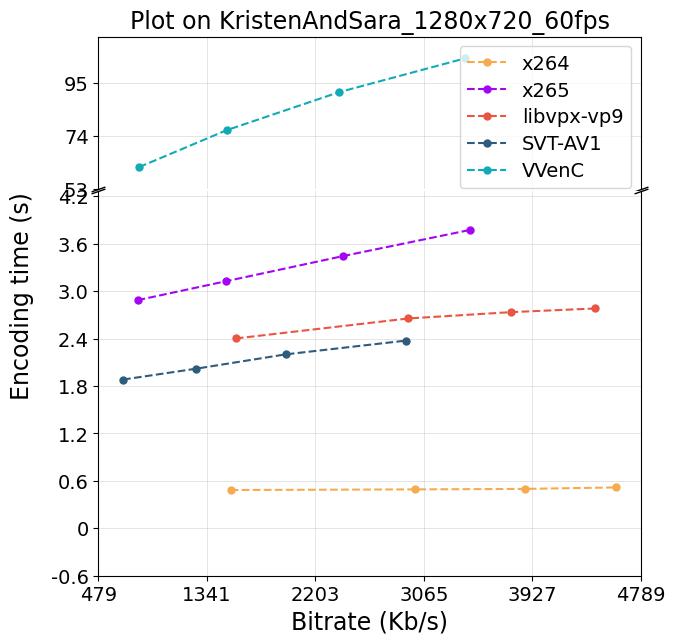 Plot on KristenAndSara_1280x720_60fps
95
74
53
x264
x265
libvpx-vp9
SVT-AV1
VVenC
4.2
3.6
3.0
2.4
1.8
1.2
0.6
0
-0.6
Encoding time (s)
479 1341 2203 3065 3927 4789
Bitrate (Kb/s)